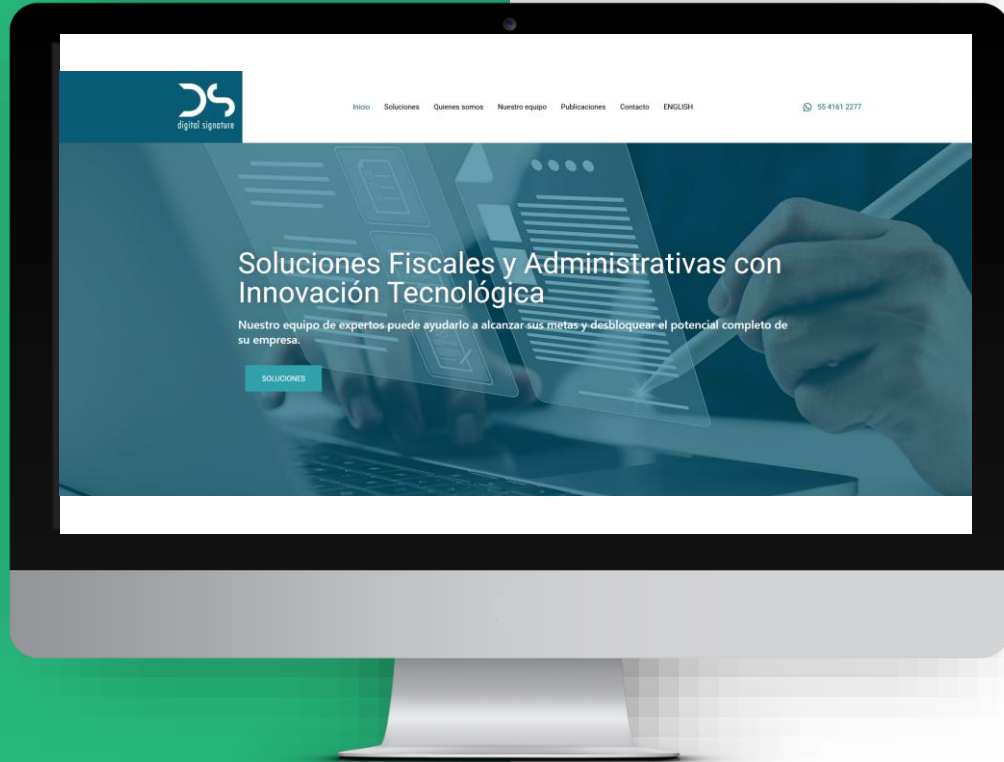 DS
digital signature
Inicio Soluciones Quienes somos Nuestro equipo Publicaciones Contacto ENGLISH
55 4161 2277
Soluciones Fiscales y Administrativas con
Innovación Tecnológica
Nuestro equipo de expertos puede ayudarlo a alcanzar sus metas y desbloquear el potencial completo de
su empresa.
SOLUCIONES